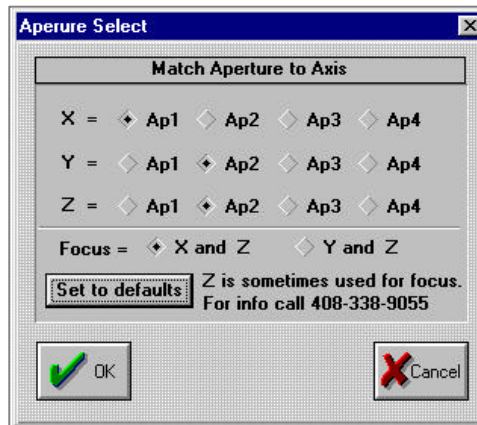 Aperure Select
Match Aperture to Axis
X = Ap1 Ap2 Ap3 Ap4
Y = Ap1 Ap2 Ap3 Ap4
Z = Ap1 Ap2 Ap3 Ap4
Focus = X and Z Y and Z
Set to defaults
Z is sometimes used for focus.
For info call 408-338-9055
OK
Cancel